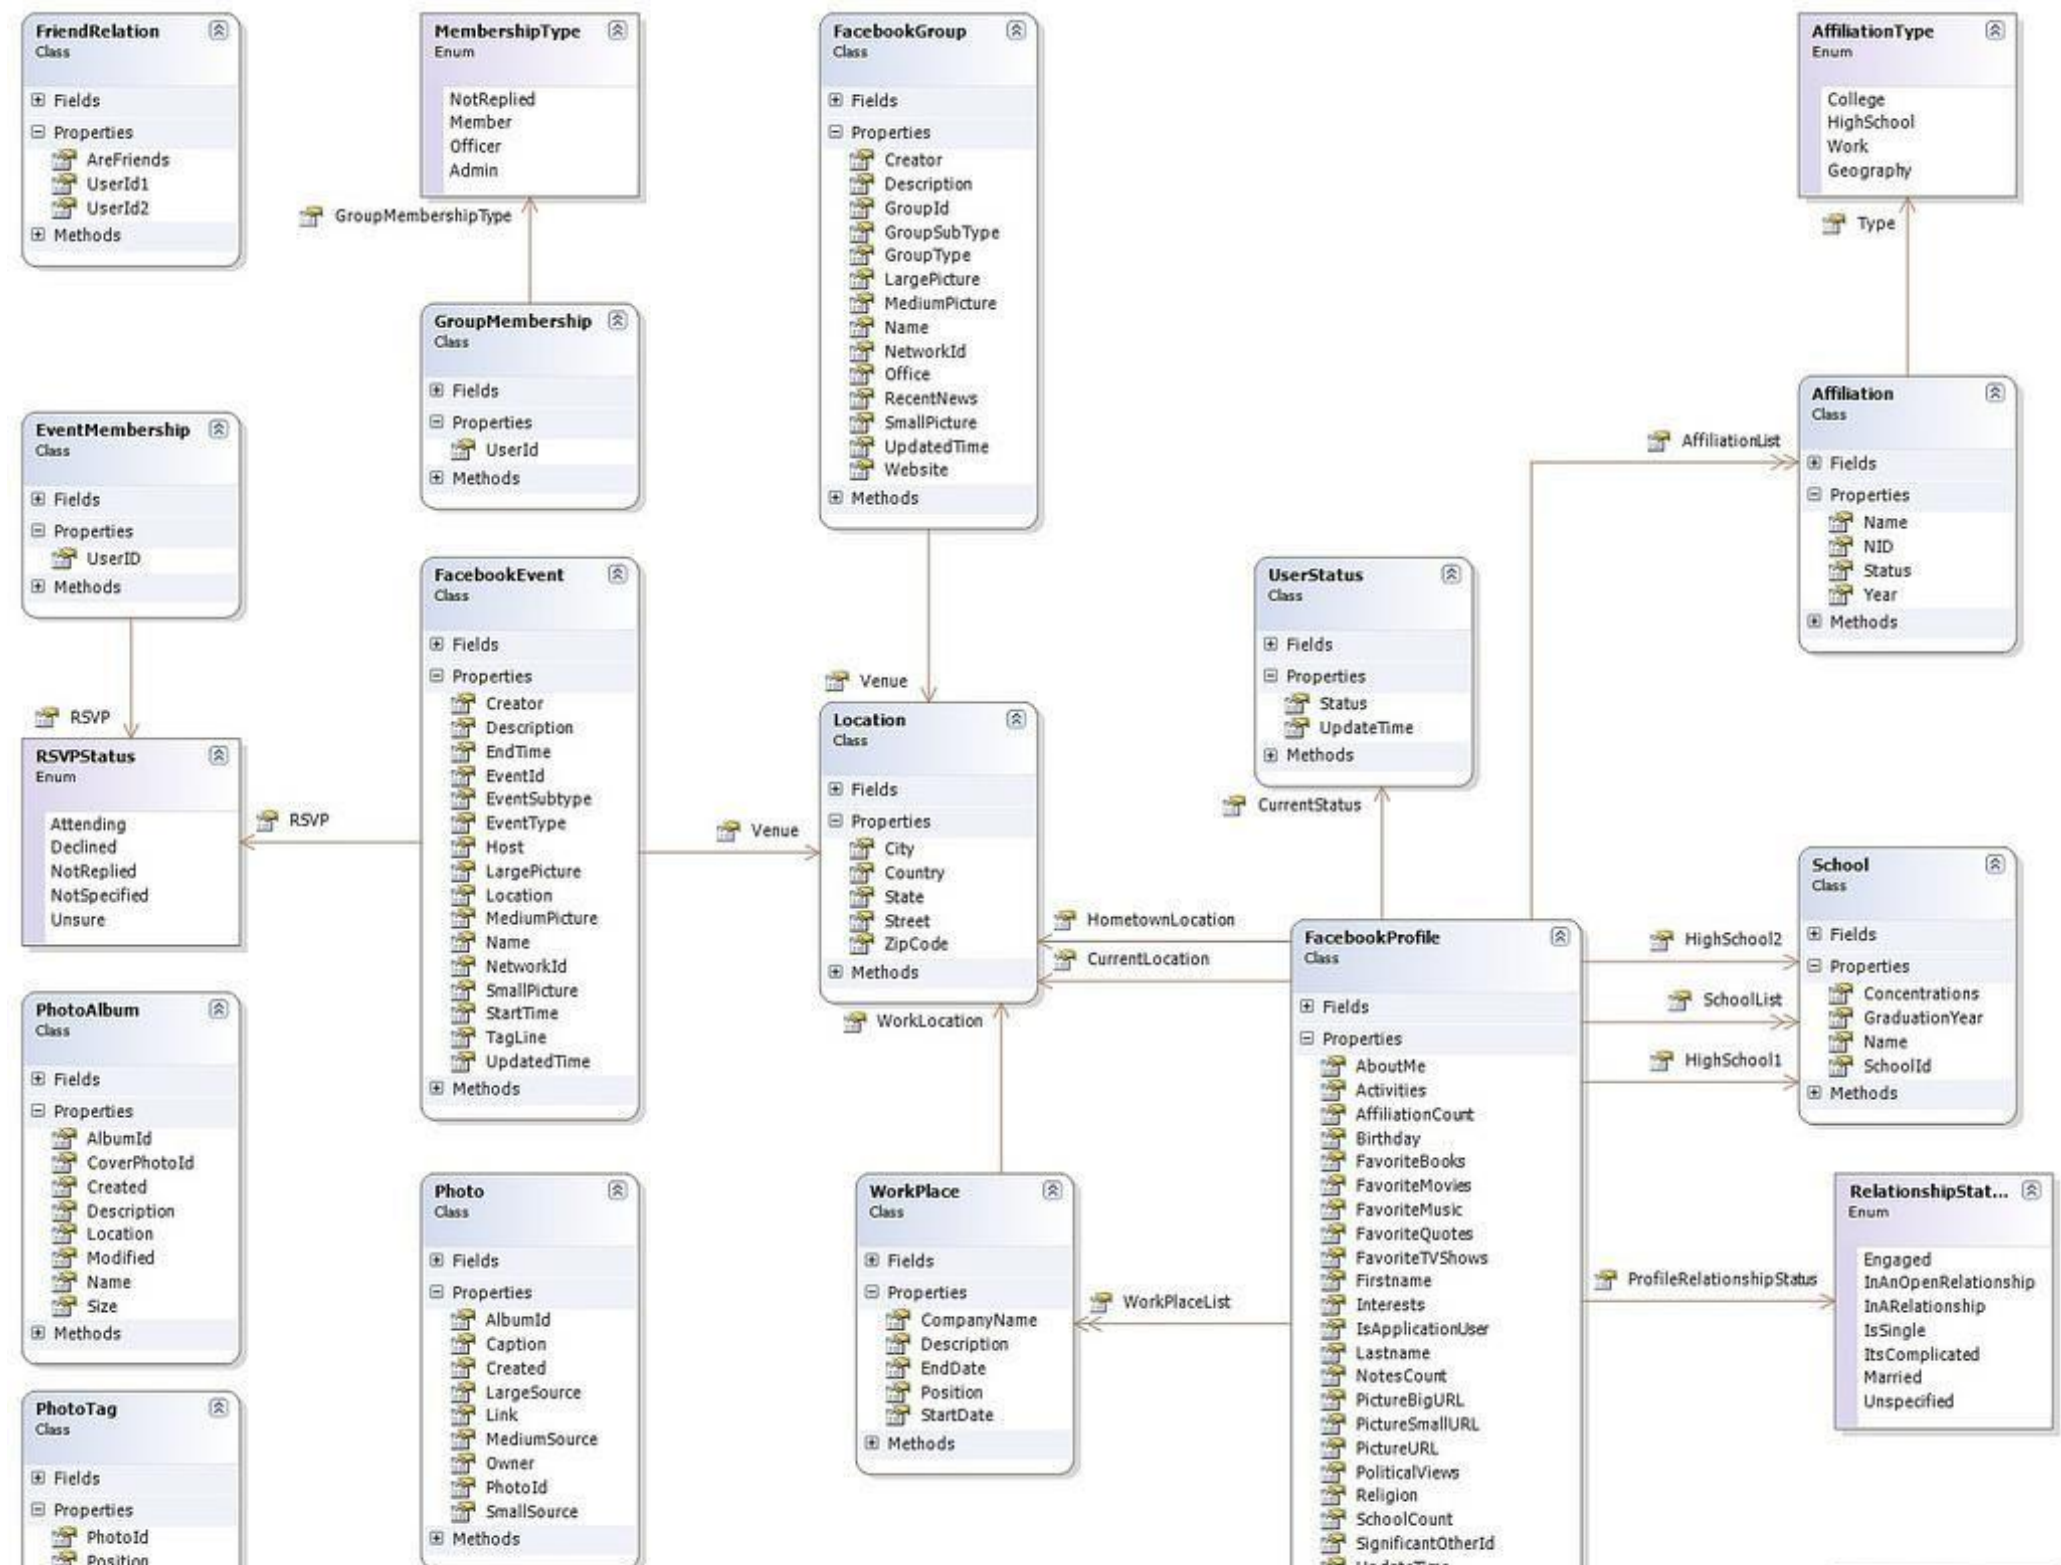 FriendRelation
Class
Fields
Properties
AreFriends
UserId1
UserId2
Methods
MembershipType
Enum
NotReplied
Member
Officer
Admin
GroupMembershipType
GroupMembership
Class
Fields
Properties
UserId
Methods
FacebookGroup
Class
Fields
Properties
Creator
Description
GroupId
GroupSubType
GroupType
LargePicture
MediumPicture
Name
NetworkId
Office
RecentNews
SmallPicture
UpdatedTime
Website
Methods
AffiliationType
Enum
College
HighSchool
Work
Geography
Type
Affiliation
Class
Fields
Properties
Name
NID
Status
Year
Methods
AffiliationList
EventMembership
Class
Fields
Properties
UserID
Methods
RSVP
RSVPStatus
Enum
Attending
Declined
NotReplied
NotSpecified
Unsure
RSVP
FacebookEvent
Class
Fields
Properties
Creator
Description
EndTime
EventId
EventSubtype
EventType
Host
LargePicture
Location
MediumPicture
Name
NetworkId
SmallPicture
StartTime
TagLine
UpdatedTime
Methods
Venue
Venue
Location
Class
Fields
Properties
City
Country
State
Street
ZipCode
Methods
UserStatus
Class
Fields
Properties
Status
UpdateTime
Methods
CurrentStatus
HometownLocation
CurrentLocation
WorkLocation
School
Class
Fields
Properties
Concentrations
GraduationYear
Name
SchoolId
Methods
HighSchool2
SchoolList
HighSchool1
PhotoAlbum
Class
Fields
Properties
AlbumId
CoverPhotoId
Created
Description
Location
Modified
Name
Size
Methods
PhotoTag
Class
Fields
Properties
PhotoId
Position
Photo
Class
Fields
Properties
AlbumId
Caption
Created
LargeSource
Link
MediumSource
Owner
PhotoId
SmallSource
Methods
WorkPlace
Class
Fields
Properties
CompanyName
Description
EndDate
Position
StartDate
Methods
WorkPlaceList
FacebookProfile
Class
Fields
Properties
AboutMe
Activities
AffiliationCount
Birthday
FavoriteBooks
FavoriteMovies
FavoriteMusic
FavoriteQuotes
FavoriteTVShows
Firstname
Interests
IsApplicationUser
Lastname
NotesCount
PictureBigURL
PictureSmallURL
PictureURL
PoliticalViews
Religion
SchoolCount
SignificantOtherId
ProfileRelationshipStatus
RelationshipStat...
Enum
Engaged
InAnOpenRelationship
InARelationship
IsSingle
ItsComplicated
Married
Unspecified